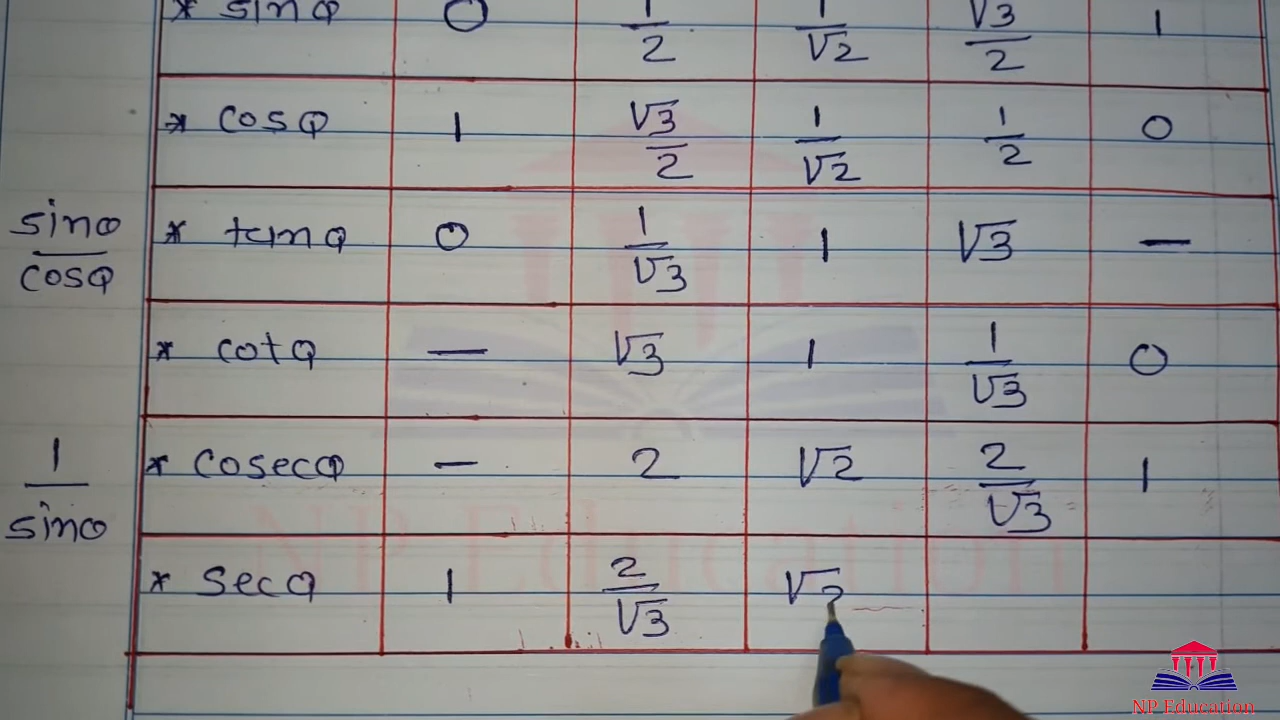 * sinθ 0 1/2 1/√2 √3/2 1
* cosθ 1 √3/2 1/√2 1/2 0
sinθ/cosθ * tanθ 0 1/√3 1 √3 —
* cotθ — √3 1 1/√3 0
1/sinθ * cosecθ — 2 √2 2/√3 1
* secθ 1 2/√3 √2
NP Education
NP Education